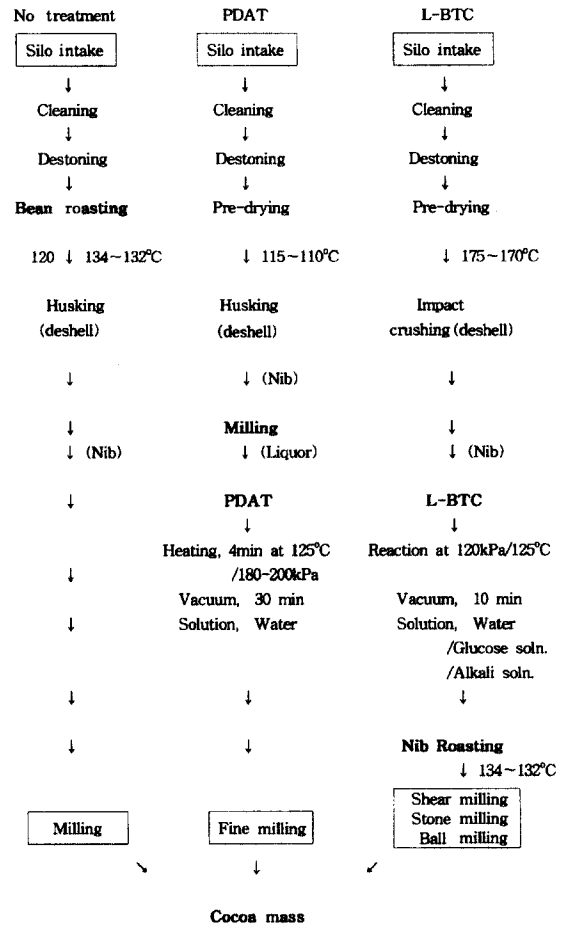 No treatment PDAT L-BTC
Silo intake Silo intake Silo intake
↓ ↓ ↓
Cleaning Cleaning Cleaning
↓ ↓ ↓
Destoning Destoning Destoning
↓ ↓ ↓
Bean roasting Pre-drying Pre-drying
120 ↓ 134~132°C ↓ 115~110°C ↓ 175~170°C
Husking Husking Impact
(deshell) (deshell) crushing(deshell)
↓ ↓ (Nib) ↓
↓ Milling ↓
↓ (Nib) ↓ (Liquor) ↓ (Nib)
↓ PDAT L-BTC
↓ ↓
Heating, 4min at 125°C Reaction at 120kPa/125°C
↓ /180-200kPa
Vacuum, 30 min Vacuum, 10 min
↓ Solution, Water Solution, Water
/Glucose soln.
/Alkali soln.
↓ ↓ ↓
↓ ↓ Nib Roasting
↓ 134~132°C
Shear milling
Milling Fine milling Stone milling
Ball milling
↘ ↓ ↙
Cocoa mass